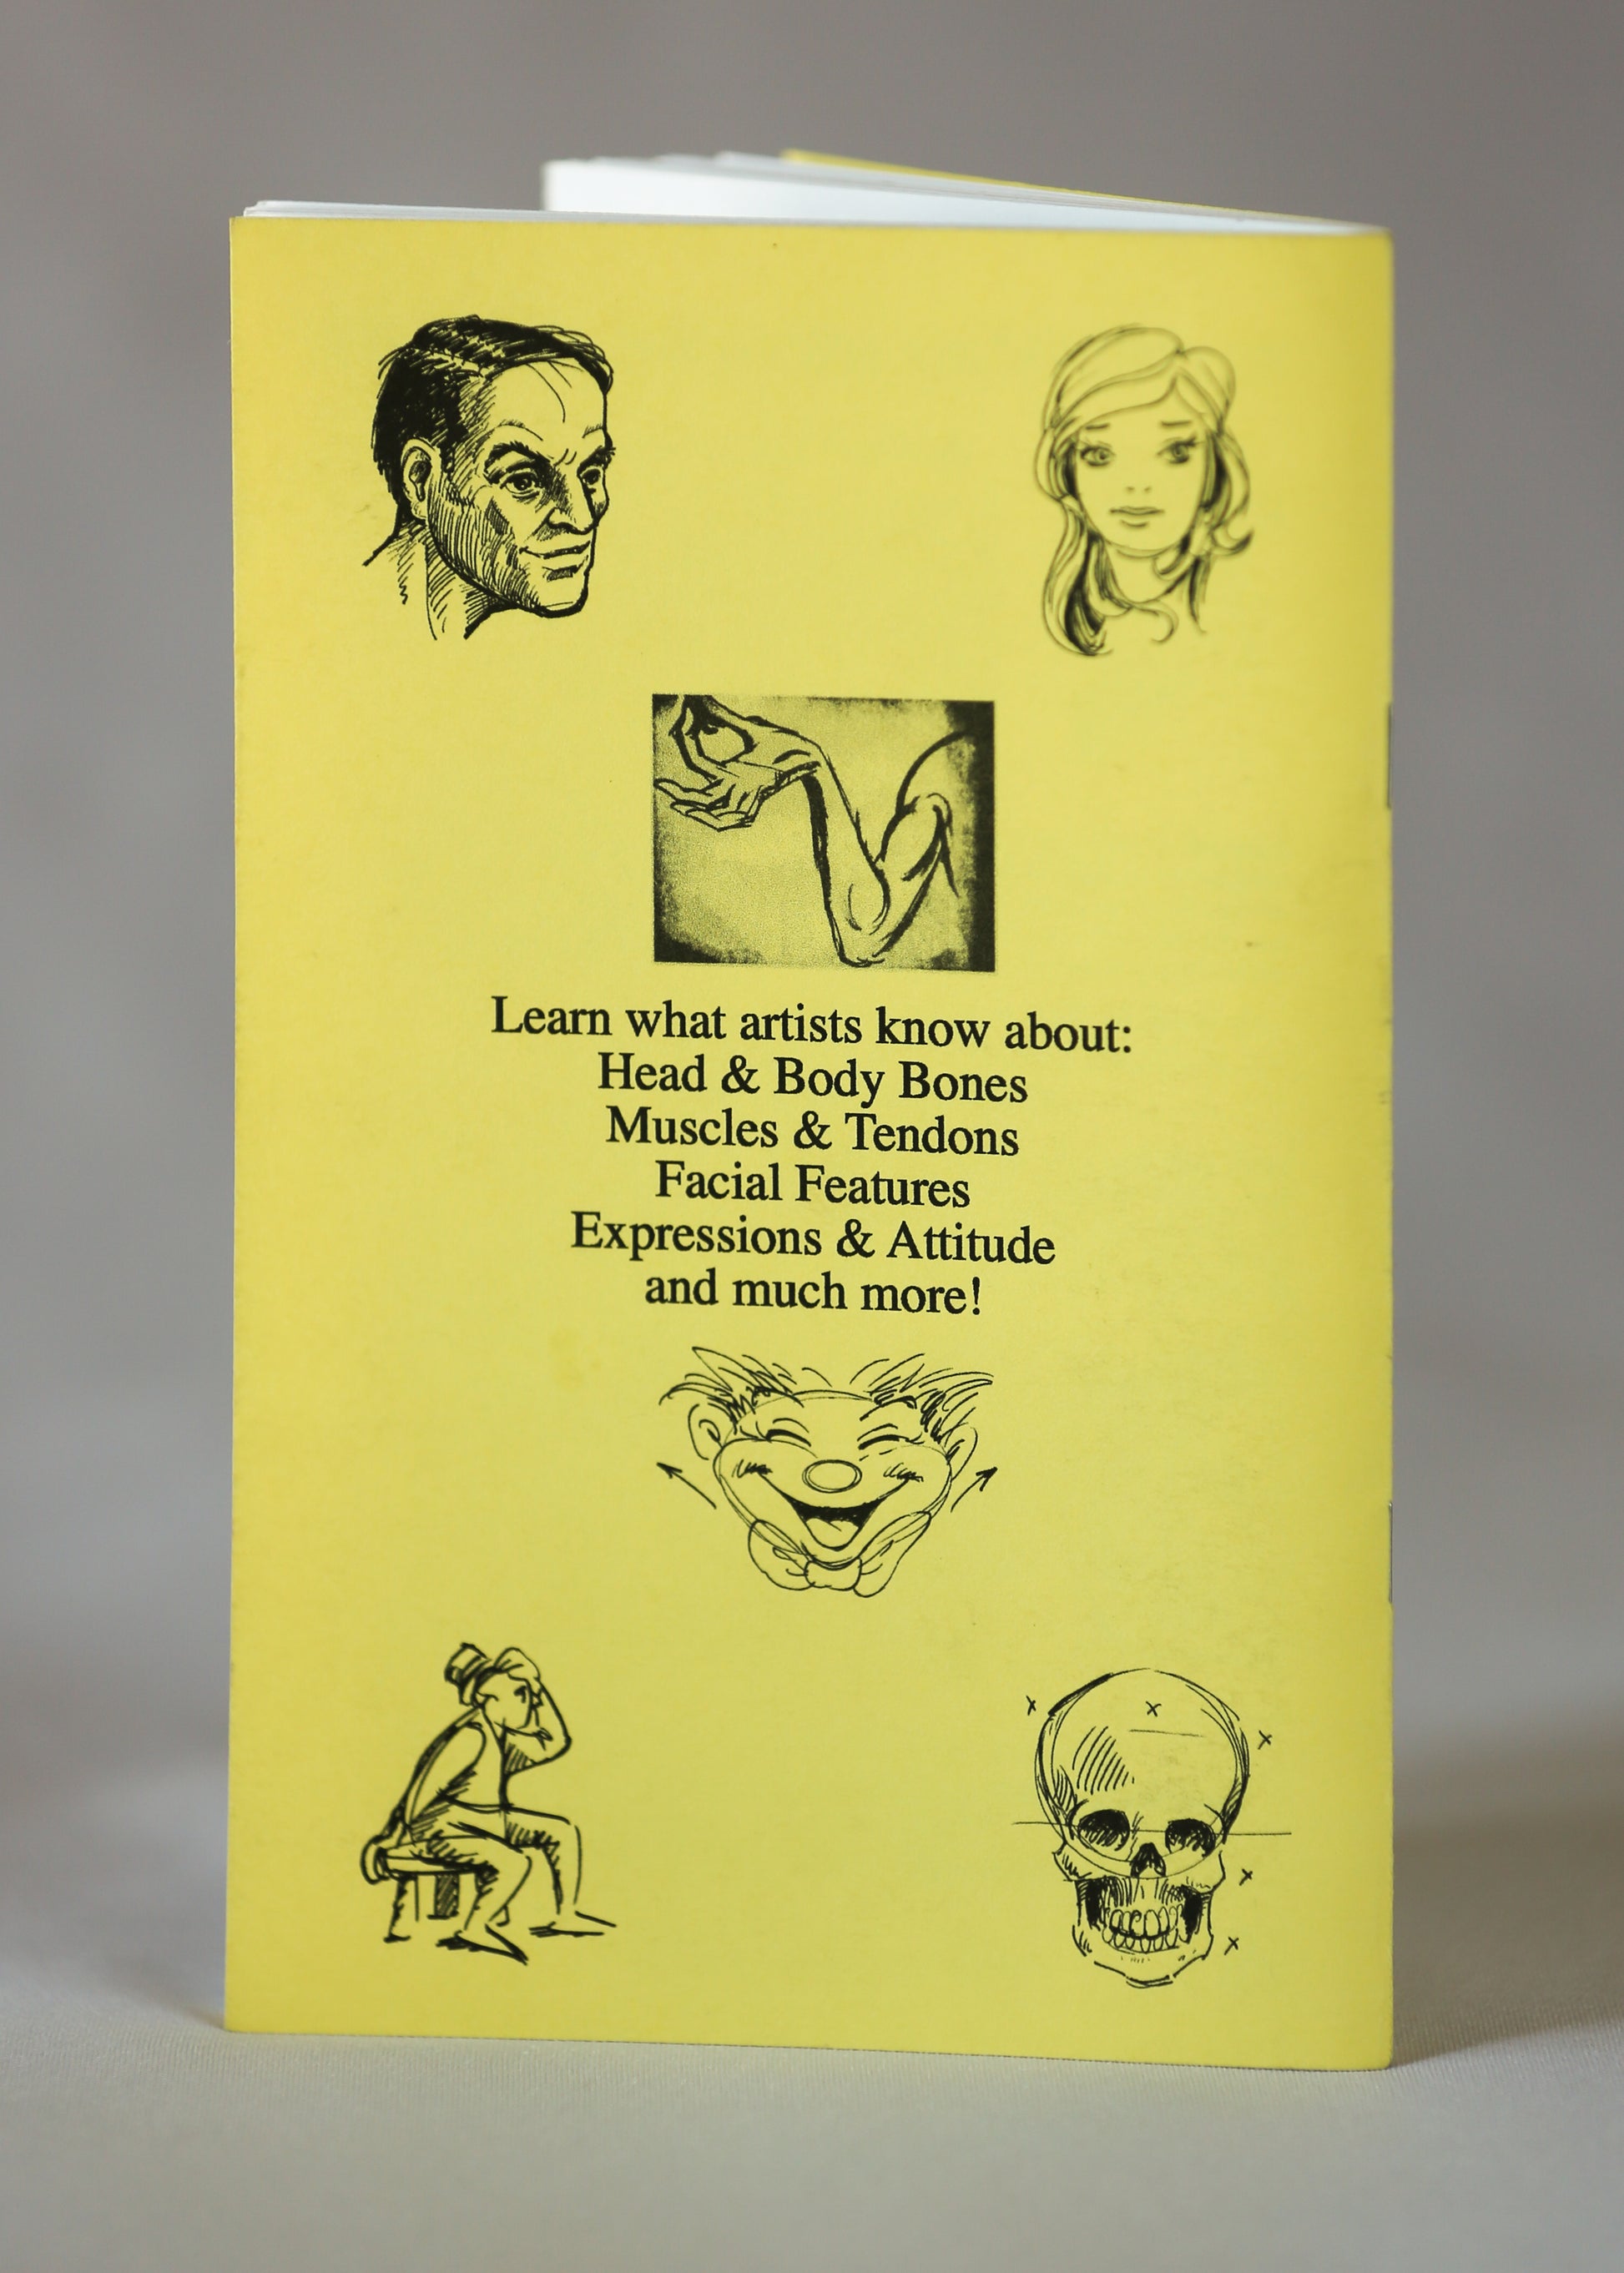 Learn what artists know about:
Head & Body Bones
Muscles & Tendons
Facial Features
Expressions & Attitude
and much more!